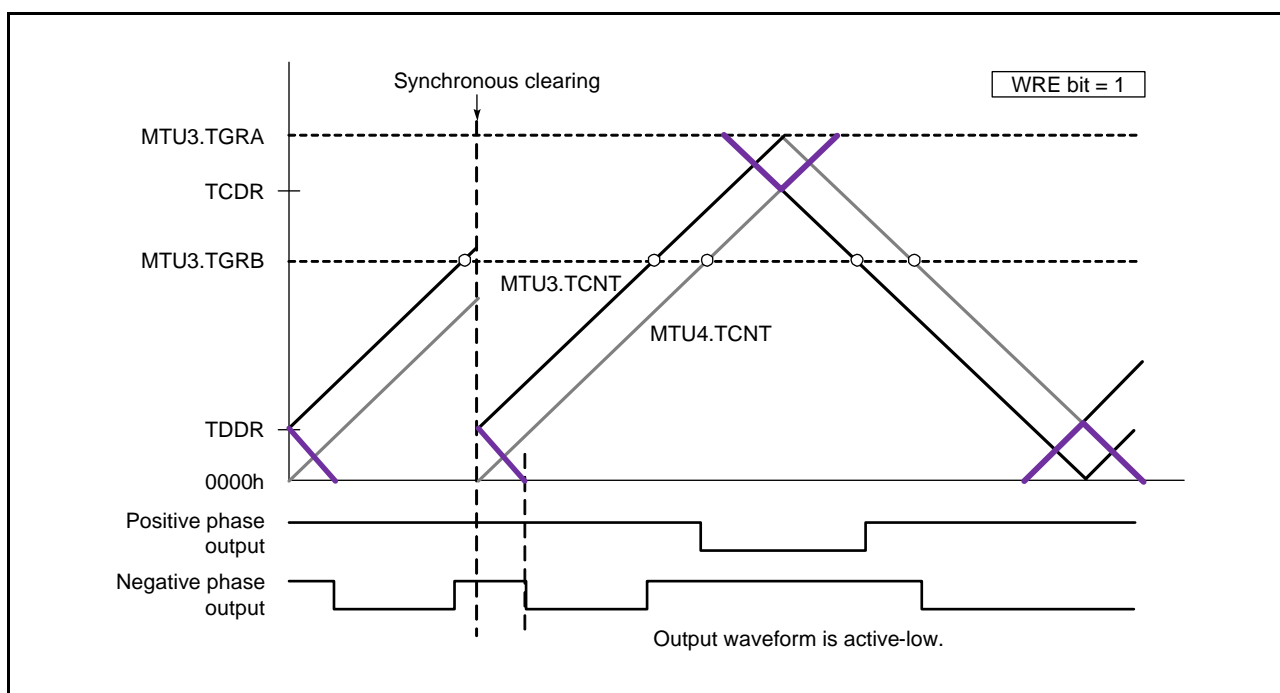 Synchronous clearing
WRE bit = 1
MTU3.TGRA
TCDR
MTU3.TGRB
MTU3.TCNT
MTU4.TCNT
TDDR
0000h
Positive phase
output
Negative phase
output
Output waveform is active-low.